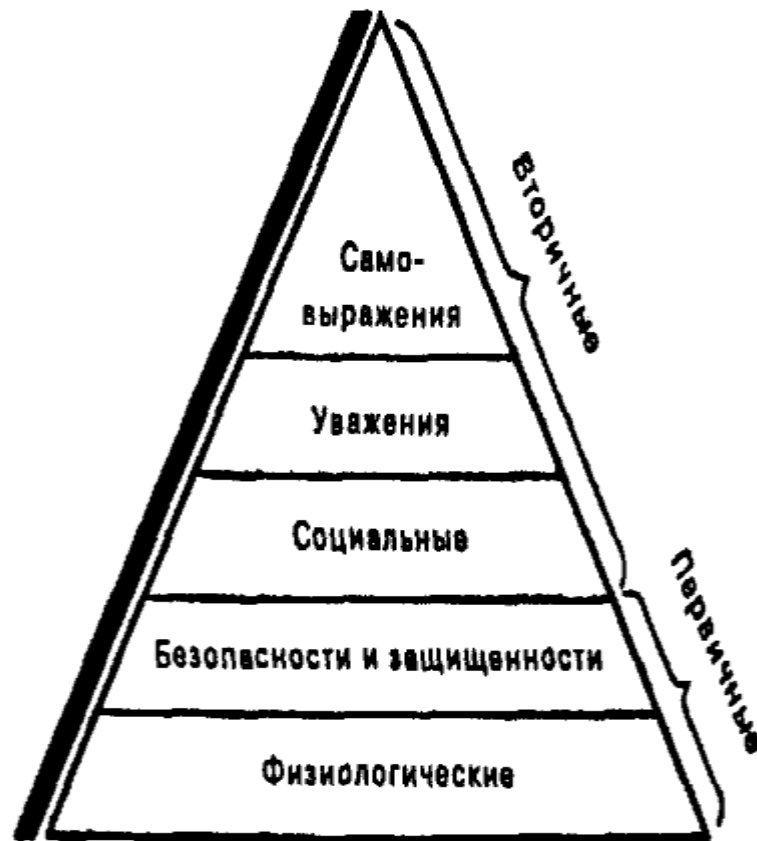 Вторичные
Само-
выражения
Уважения
Социальные
Первичные
Безопасности и защищенности
Физиологические